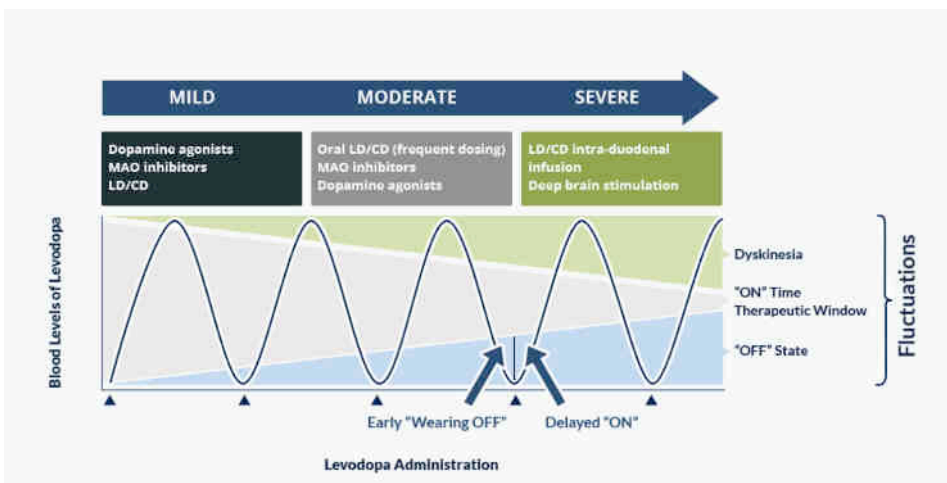 MILD MODERATE SEVERE
Dopamine agonists
MAO inhibitors
LD/CD
Oral LD/CD (frequent dosing)
MAO inhibitors
Dopamine agonists
LD/CD intra-duodenal
infusion
Deep brain stimulation
Blood Levels of Levodopa
Dyskinesia
"ON" Time
Therapeutic Window
"OFF" State
Fluctuations
Early "Wearing OFF"
Delayed "ON"
Levodopa Administration